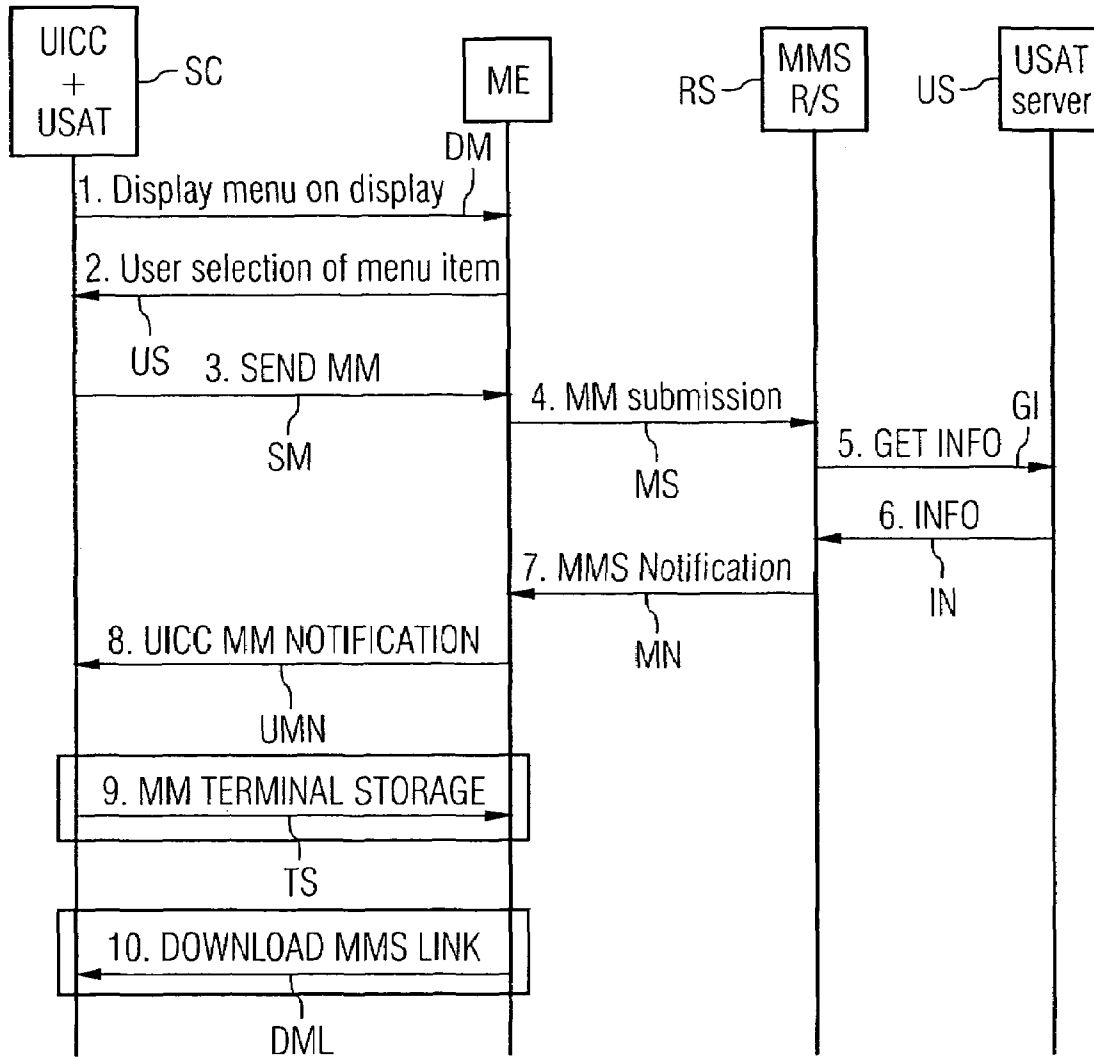 UICC
+
USAT
SC
ME
RS
MMS
R/S
US
USAT
server
DM
1. Display menu on display
2. User selection of menu item
US
3. SEND MM
SM
4. MM submission
MS
GI
5. GET INFO
6. INFO
IN
7. MMS Notification
MN
8. UICC MM NOTIFICATION
UMN
9. MM TERMINAL STORAGE
TS
10. DOWNLOAD MMS LINK
DML